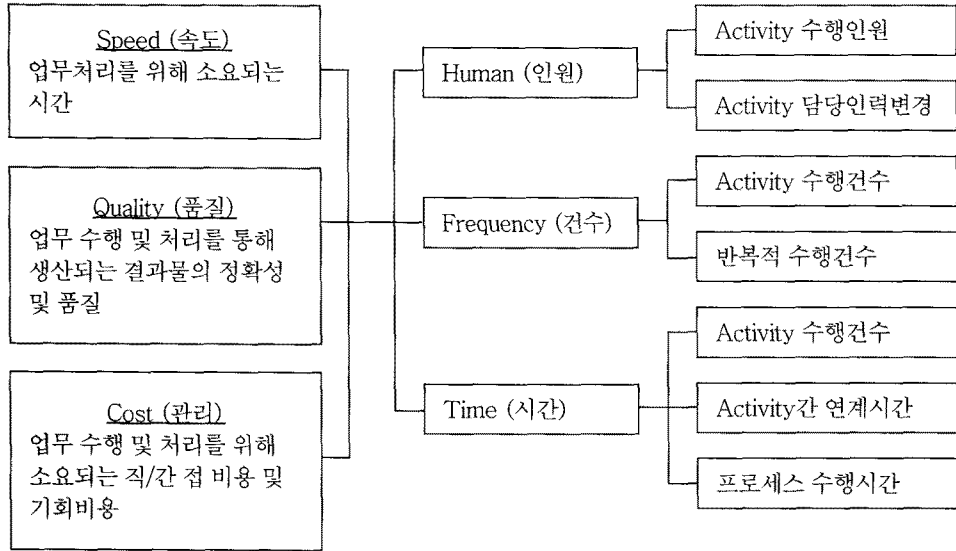 Speed (속도)
업무처리를 위해 소요되는
시간
Quality (품질)
업무 수행 및 처리를 통해
생산되는 결과물의 정확성
및 품질
Cost (관리)
업무 수행 및 처리를 위해
소요되는 직/간 접 비용 및
기회비용
Human (인원)
Frequency (건수)
Time (시간)
Activity 수행인원
Activity 담당인력변경
Activity 수행건수
반복적 수행건수
Activity 수행건수
Activity간 연계시간
프로세스 수행시간